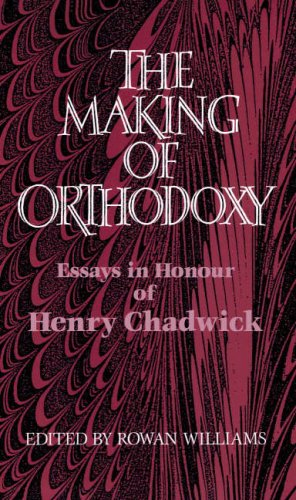 THE
MAKING
OF
ORTHODOXY
Essays in Honour
of
Henry Chadwick
EDITED BY ROWAN WILLIAMS